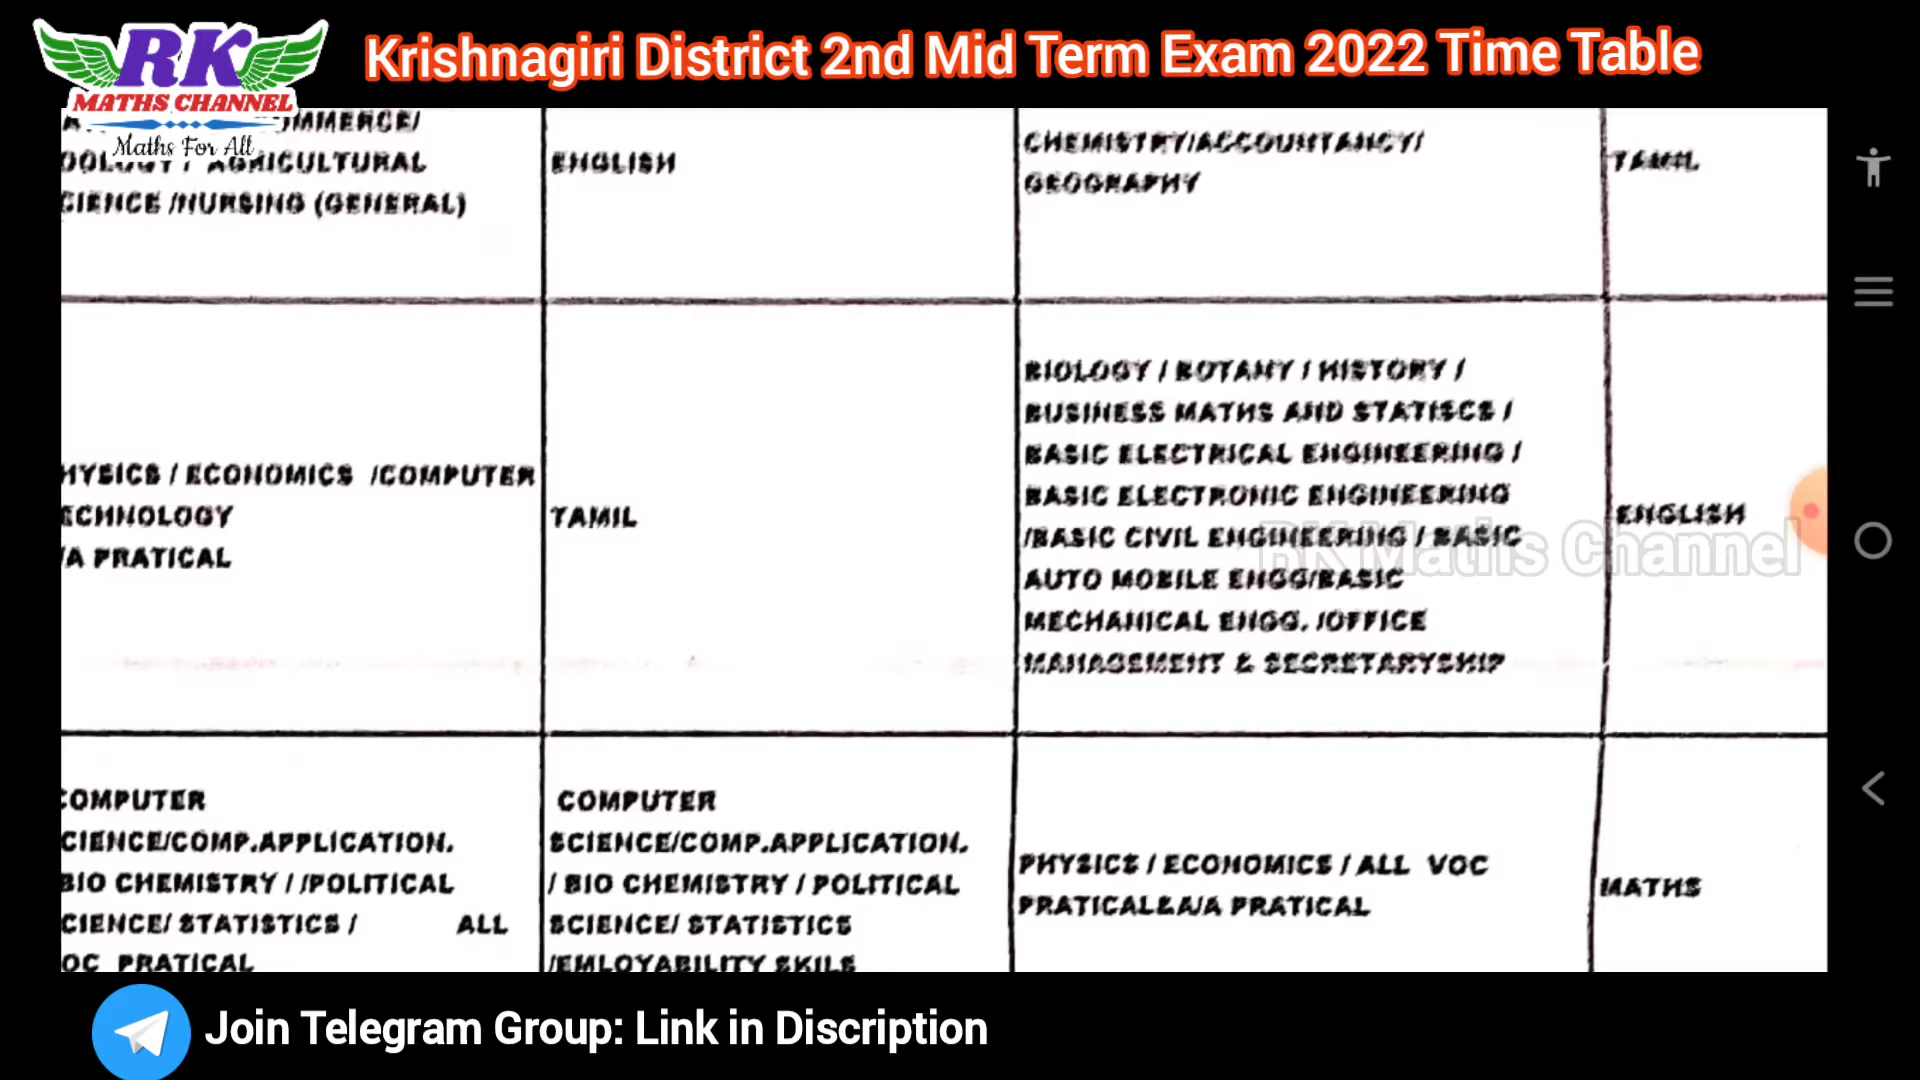 RK
MATHS CHANNEL
Maths For All
Krishnagiri District 2nd Mid Term Exam 2022 Time Table
OMMERCE/
OOLOGY / AGRICULTURAL
CIENCE /NURSING (GENERAL)
ENGLISH
CHEMISTRY/ACCOUNTANCY/
GEOGRAPHY
TAMIL
HYSICS / ECONOMICS /COMPUTER
ECHNOLOGY
/A PRATICAL
TAMIL
BIOLOGY / BOTANY / HISTORY /
BUSINESS MATHS AND STATISCS /
BASIC ELECTRICAL ENGINEERING /
BASIC ELECTRONIC ENGINEERING
/BASIC CIVIL ENGINEERING / BASIC
AUTO MOBILE ENGG/BASIC
MECHANICAL ENGG. /OFFICE
MANAGEMENT & SECRETARYSHIP
ENGLISH
RK Maths Channel
COMPUTER
CIENCE/COMP.APPLICATION.
BIO CHEMISTRY / /POLITICAL
CIENCE/ STATISTICS / ALL
OC PRATICAL
COMPUTER
SCIENCE/COMP.APPLICATION.
/ BIO CHEMISTRY / POLITICAL
SCIENCE/ STATISTICS
/EMLOYABILITY SKILS
PHYSICS / ECONOMICS / ALL VOC
PRATICAL&A/A PRATICAL
MATHS
Join Telegram Group: Link in Discription